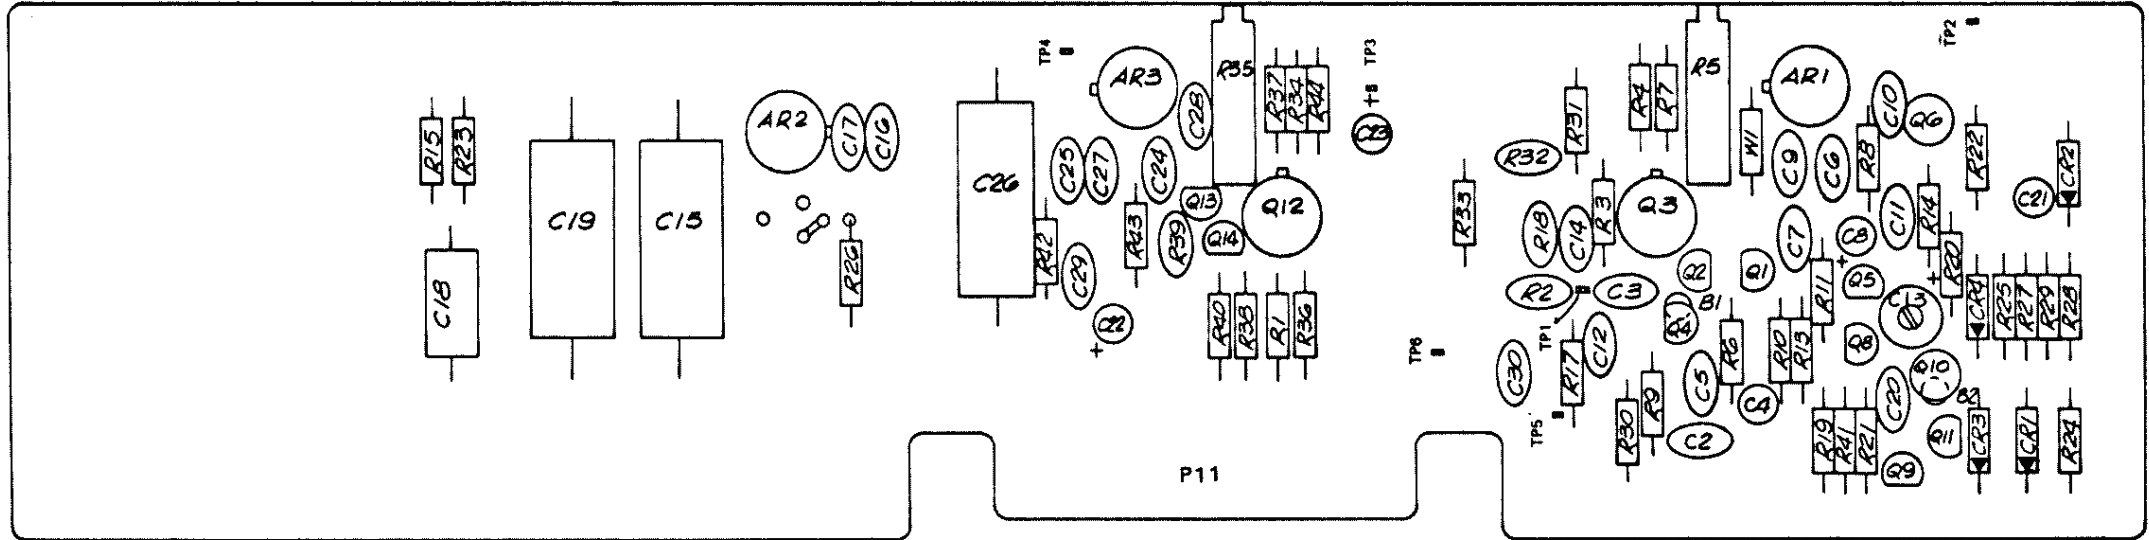 R15
R23
C18
C19
C15
AR2
C17
C16
R26
C26
TP4
AR3
C28
R35
R37
R34
R44
TP3
+
C23
C25
C27
C24
Q13
Q12
R42
R43
R39
Q14
C29
C22
+
R40
R38
R1
R36
P11
R33
R32
R31
R4
R7
R5
W1
AR1
C10
Q6
TP2
R22
CR2
C21
C9
C6
R8
R18
C14
R3
Q3
C7
C8
+
C11
R14
R20
+
R2
C3
Q2
Q1
B1
Q4
R11
Q5
C13
CR4
R25
R27
R29
R28
TP6
TP1
C30
R17
C12
TP5
R30
R9
C5
R6
C4
R10
R13
Q8
Q10
B2
C2
R19
R41
R21
C20
Q9
Q11
CR3
CR1
R24